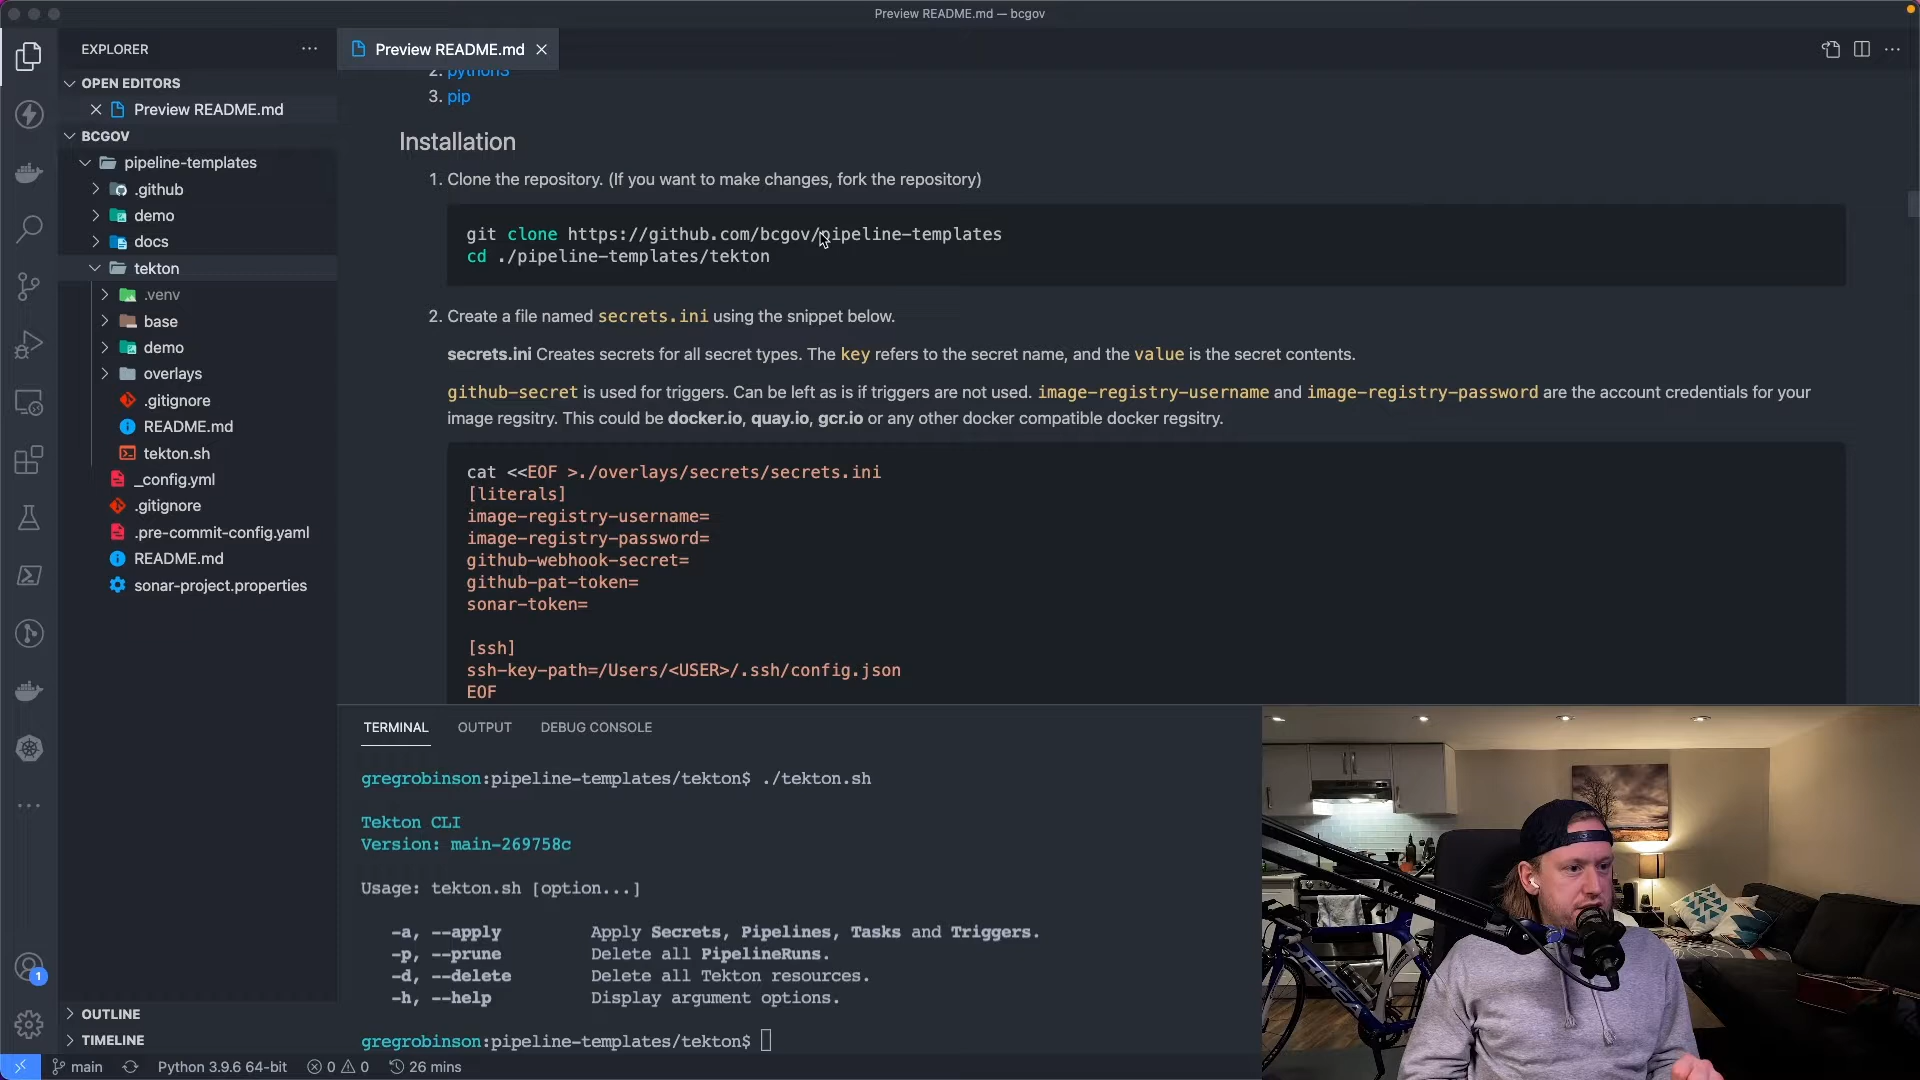 Preview README.md — bcgov
EXPLORER
Preview README.md
OPEN EDITORS
Preview README.md
BCGOV
pipeline-templates
.github
demo
docs
tekton
.venv
base
demo
overlays
.gitignore
README.md
tekton.sh
_config.yml
.gitignore
.pre-commit-config.yaml
README.md
sonar-project.properties
OUTLINE
TIMELINE
2. python3
3. pip
Installation
1. Clone the repository. (If you want to make changes, fork the repository)
git clone https://github.com/bcgov/pipeline-templates
cd ./pipeline-templates/tekton
2. Create a file named secrets.ini using the snippet below.
secrets.ini Creates secrets for all secret types. The key refers to the secret name, and the value is the secret contents.
github-secret is used for triggers. Can be left as is if triggers are not used. image-registry-username and image-registry-password are the account credentials for your
image regsitry. This could be docker.io, quay.io, gcr.io or any other docker compatible docker regsitry.
cat <<EOF >./overlays/secrets/secrets.ini
[literals]
image-registry-username=
image-registry-password=
github-webhook-secret=
github-pat-token=
sonar-token=
[ssh]
ssh-key-path=/Users/<USER>/.ssh/config.json
EOF
TERMINAL OUTPUT DEBUG CONSOLE
gregrobinson:pipeline-templates/tekton$ ./tekton.sh
Tekton CLI
Version: main-269758c
Usage: tekton.sh [option...]
-a, --apply Apply Secrets, Pipelines, Tasks and Triggers.
-p, --prune Delete all PipelineRuns.
-d, --delete Delete all Tekton resources.
-h, --help Display argument options.
gregrobinson:pipeline-templates/tekton$
1
main Python 3.9.6 64-bit 0 0 26 mins
ORBEA